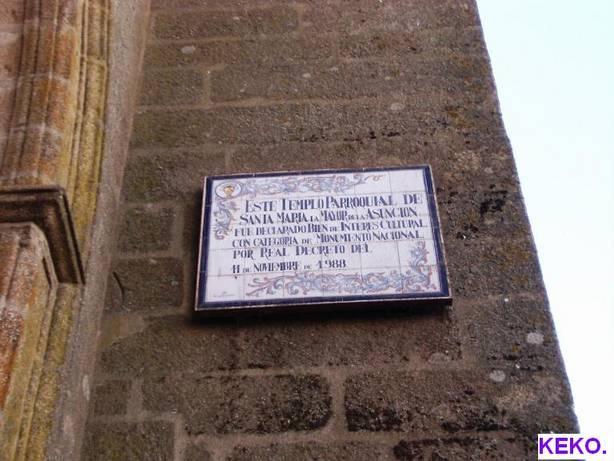 ESTE TEMPLO PARROQUIAL DE
SANTA MARIA LA MAYOR DE LA ASUNCION
FUE DECLARADO BIEN DE INTERES CULTURAL
CON CATEGORIA DE MONUMENTO NACIONAL
POR REAL DECRETO DEL
11 DE NOVIEMBRE DE 1988
KEKO.